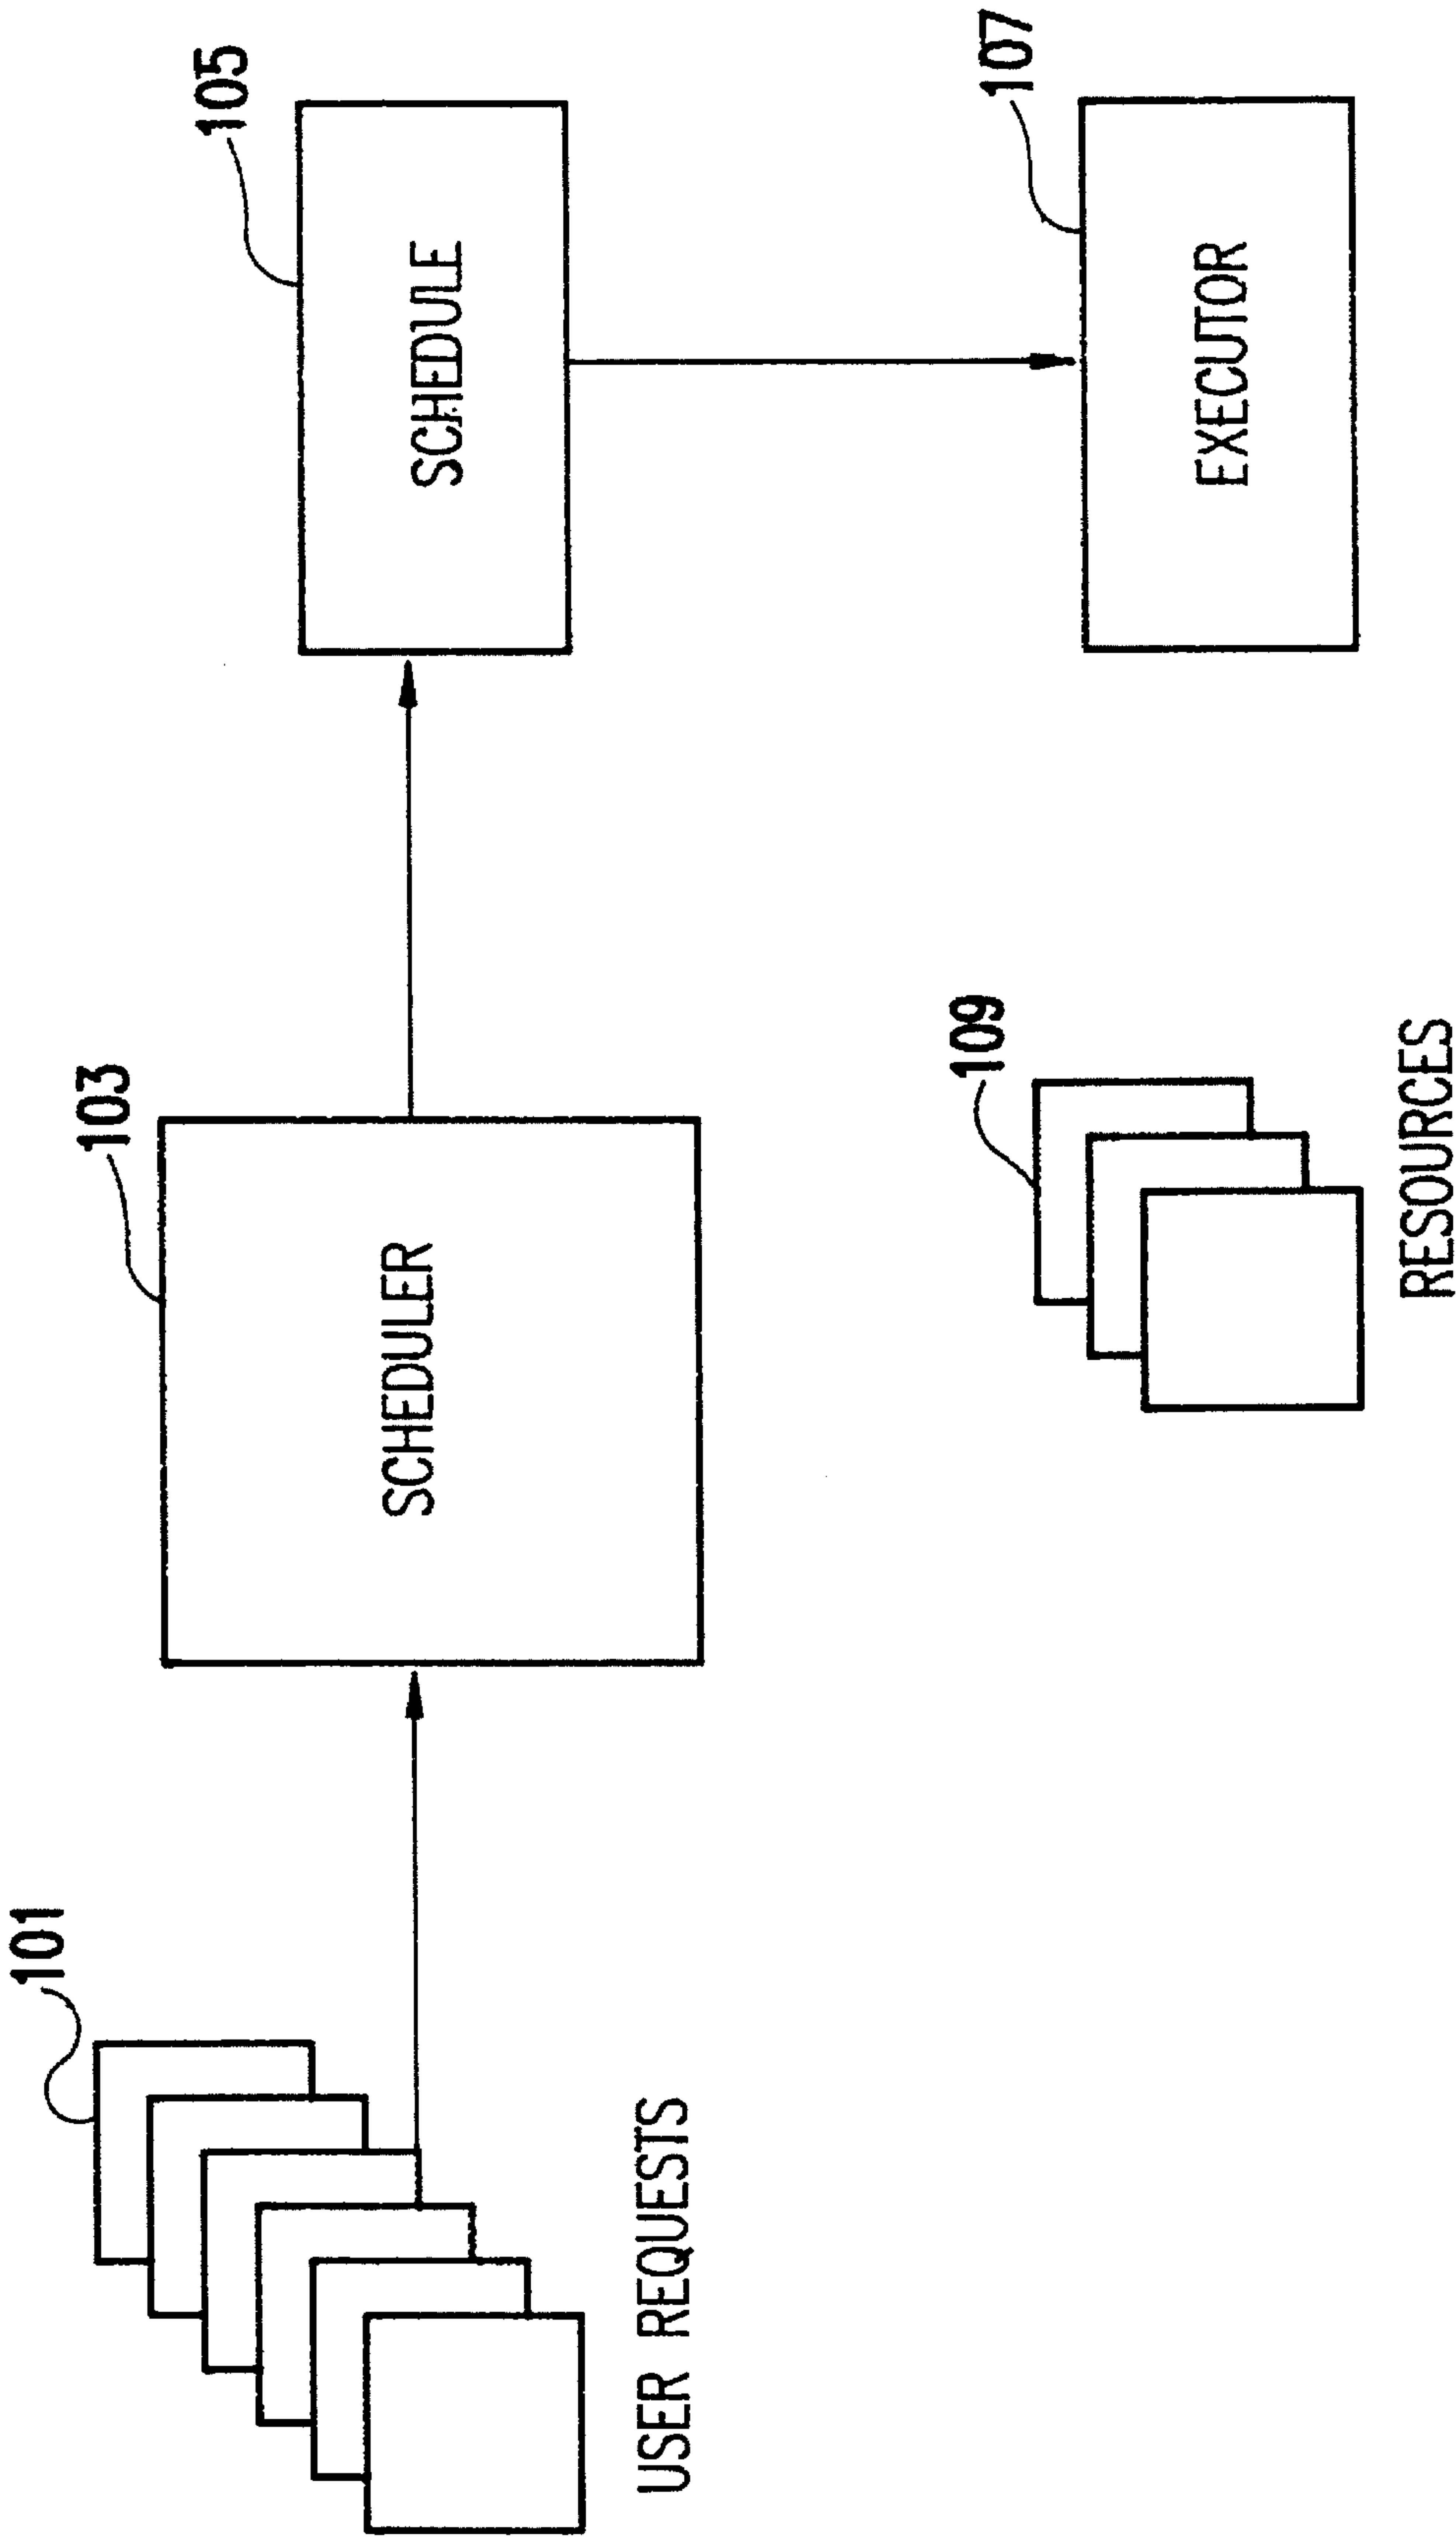 101
USER REQUESTS
103
SCHEDULER
105
SCHEDULE
109
RESOURCES
107
EXECUTOR